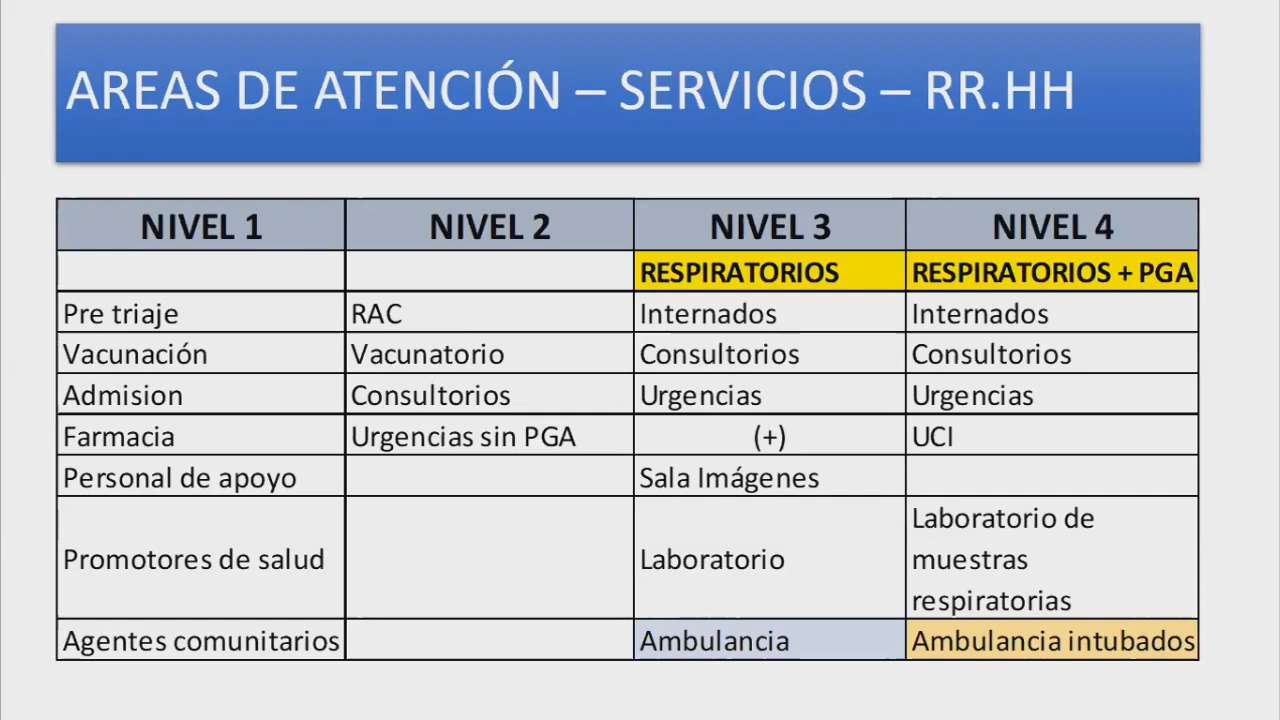 AREAS DE ATENCIÓN – SERVICIOS – RR.HH
NIVEL 1 NIVEL 2 NIVEL 3 NIVEL 4
RESPIRATORIOS RESPIRATORIOS + PGA
Pre triaje RAC Internados Internados
Vacunación Vacunatorio Consultorios Consultorios
Admision Consultorios Urgencias Urgencias
Farmacia Urgencias sin PGA (+) UCI
Personal de apoyo Sala Imágenes
Promotores de salud Laboratorio Laboratorio de
muestras
respiratorias
Agentes comunitarios Ambulancia Ambulancia intubados